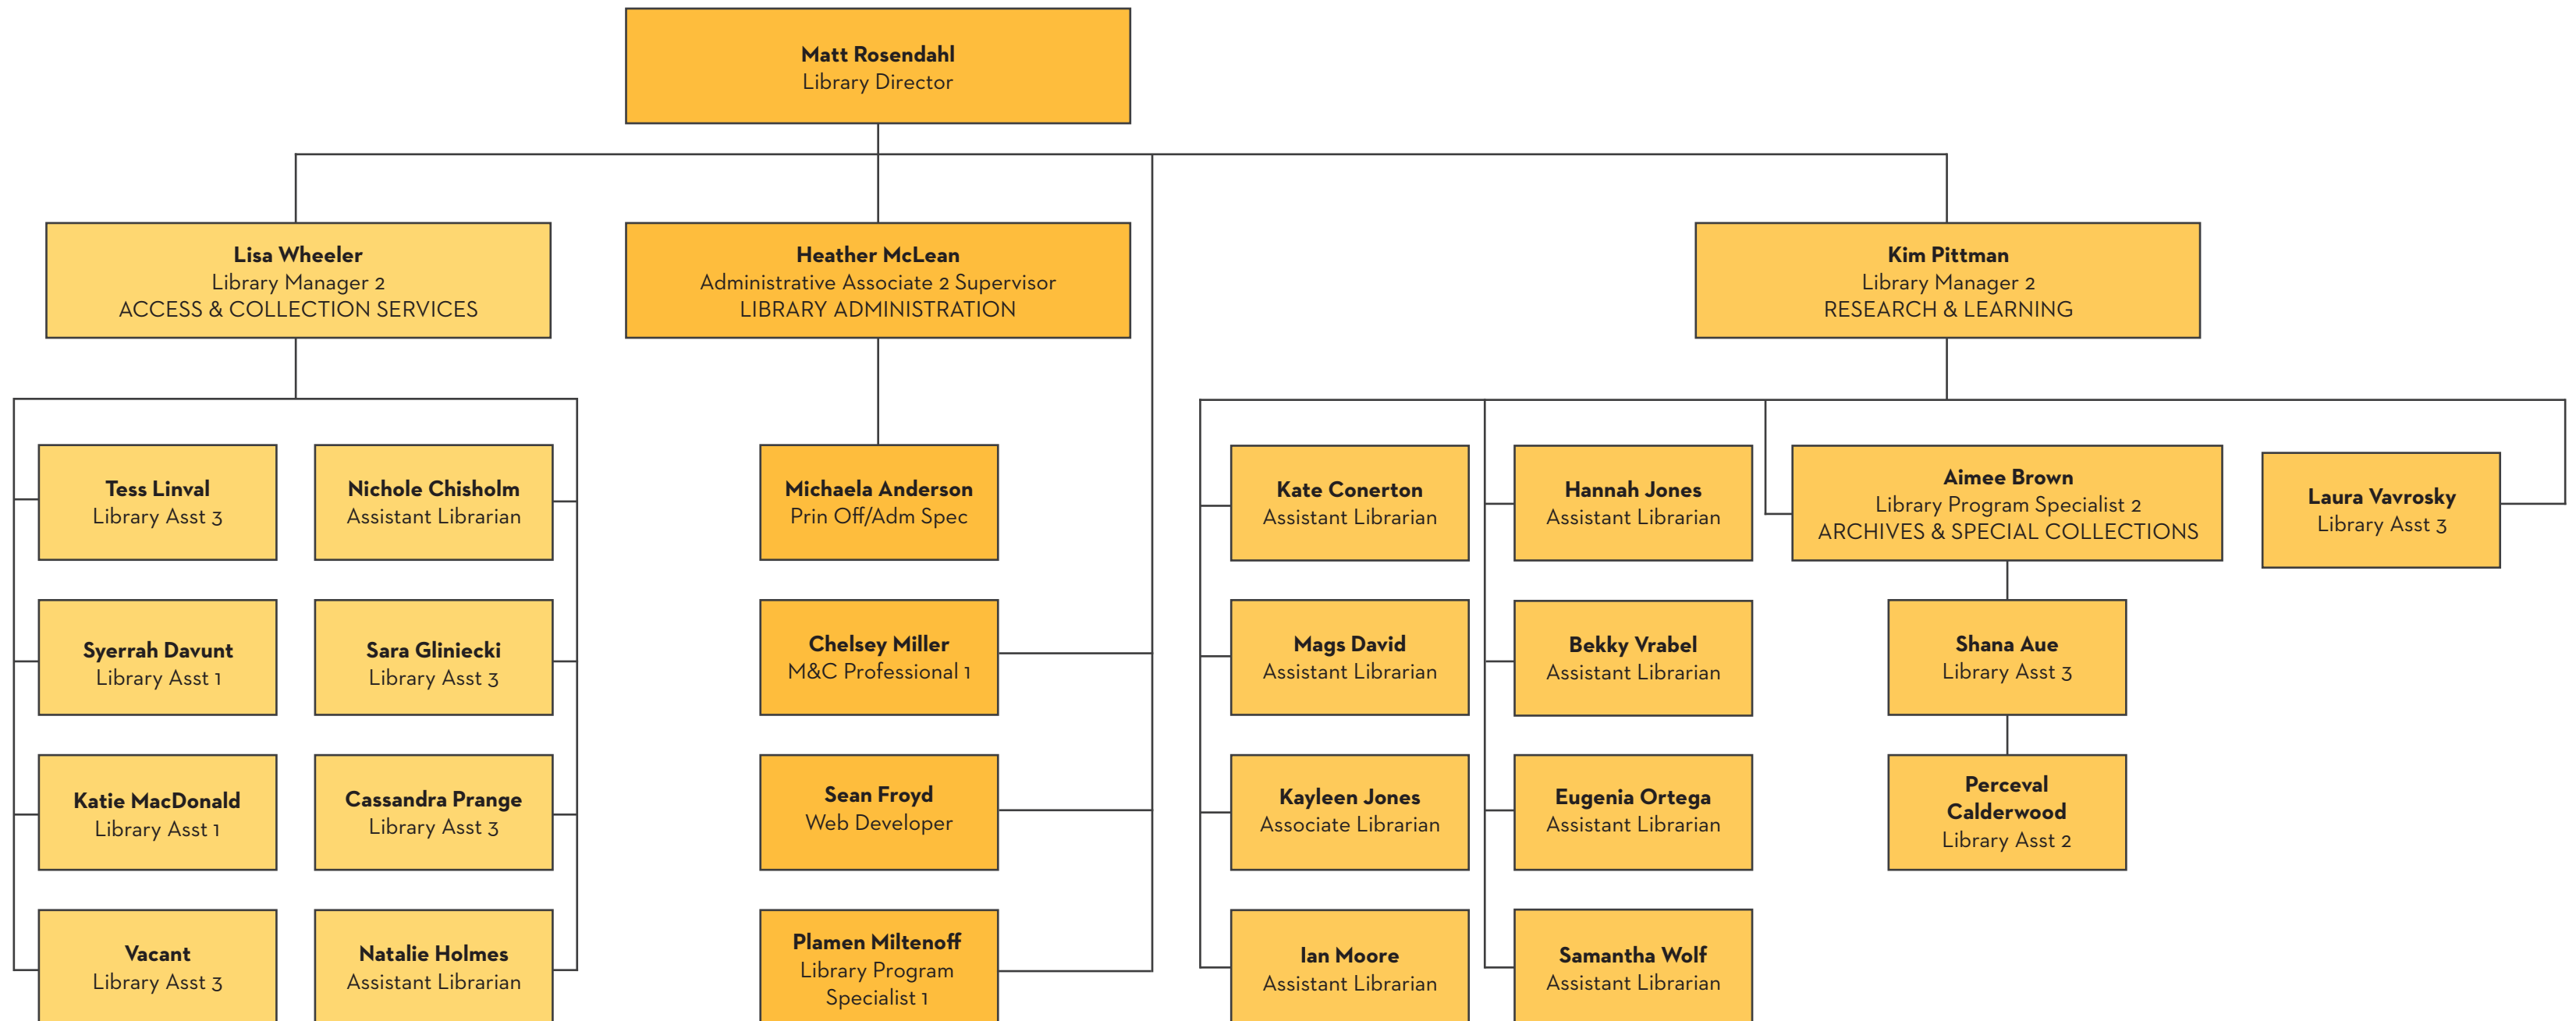 Matt Rosendahl
Library Director
Lisa Wheeler
Library Manager 2
ACCESS & COLLECTION SERVICES
Heather McLean
Administrative Associate 2 Supervisor
LIBRARY ADMINISTRATION
Kim Pittman
Library Manager 2
RESEARCH & LEARNING
Tess Linval
Library Asst 3
Nichole Chisholm
Assistant Librarian
Michaela Anderson
Prin Off/Adm Spec
Kate Conerton
Assistant Librarian
Hannah Jones
Assistant Librarian
Aimee Brown
Library Program Specialist 2
ARCHIVES & SPECIAL COLLECTIONS
Laura Vavrosky
Library Asst 3
Syerrah Davunt
Library Asst 1
Sara Gliniecki
Library Asst 3
Chelsey Miller
M&C Professional 1
Mags David
Assistant Librarian
Bekky Vrabel
Assistant Librarian
Shana Aue
Library Asst 3
Katie MacDonald
Library Asst 1
Cassandra Prange
Library Asst 3
Sean Froyd
Web Developer
Kayleen Jones
Associate Librarian
Eugenia Ortega
Assistant Librarian
Perceval
Calderwood
Library Asst 2
Vacant
Library Asst 3
Natalie Holmes
Assistant Librarian
Plamen Miltenoff
Library Program
Specialist 1
Ian Moore
Assistant Librarian
Samantha Wolf
Assistant Librarian